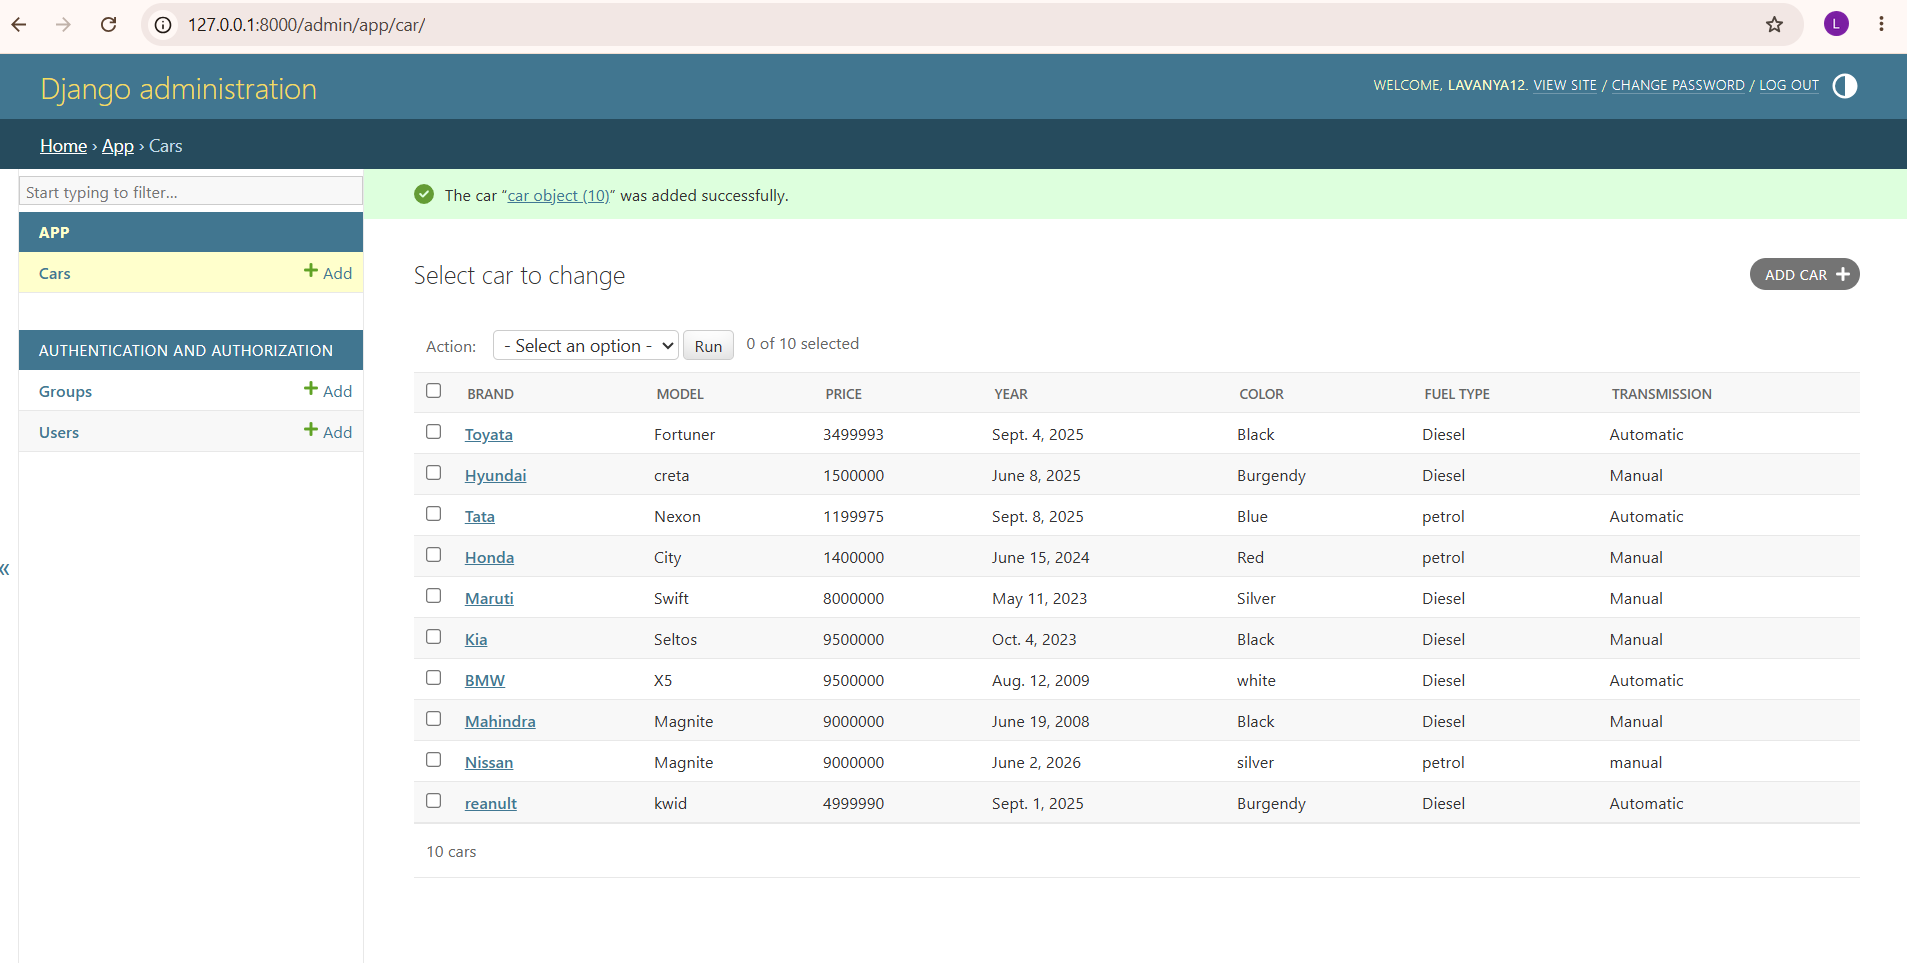 127.0.0.1:8000/admin/app/car/
L
Django administration
WELCOME, LAVANYA12. VIEW SITE / CHANGE PASSWORD / LOG OUT
Home › App › Cars
Start typing to filter...
The car “car object (10)” was added successfully.
APP
Cars + Add
Select car to change
ADD CAR +
AUTHENTICATION AND AUTHORIZATION
Groups + Add
Users + Add
«
Action: - Select an option - Run 0 of 10 selected
BRAND MODEL PRICE YEAR COLOR FUEL TYPE TRANSMISSION
Toyata Fortuner 3499993 Sept. 4, 2025 Black Diesel Automatic
Hyundai creta 1500000 June 8, 2025 Burgendy Diesel Manual
Tata Nexon 1199975 Sept. 8, 2025 Blue petrol Automatic
Honda City 1400000 June 15, 2024 Red petrol Manual
Maruti Swift 8000000 May 11, 2023 Silver Diesel Manual
Kia Seltos 9500000 Oct. 4, 2023 Black Diesel Manual
BMW X5 9500000 Aug. 12, 2009 white Diesel Automatic
Mahindra Magnite 9000000 June 19, 2008 Black Diesel Manual
Nissan Magnite 9000000 June 2, 2026 silver petrol manual
reanult kwid 4999990 Sept. 1, 2025 Burgendy Diesel Automatic
10 cars